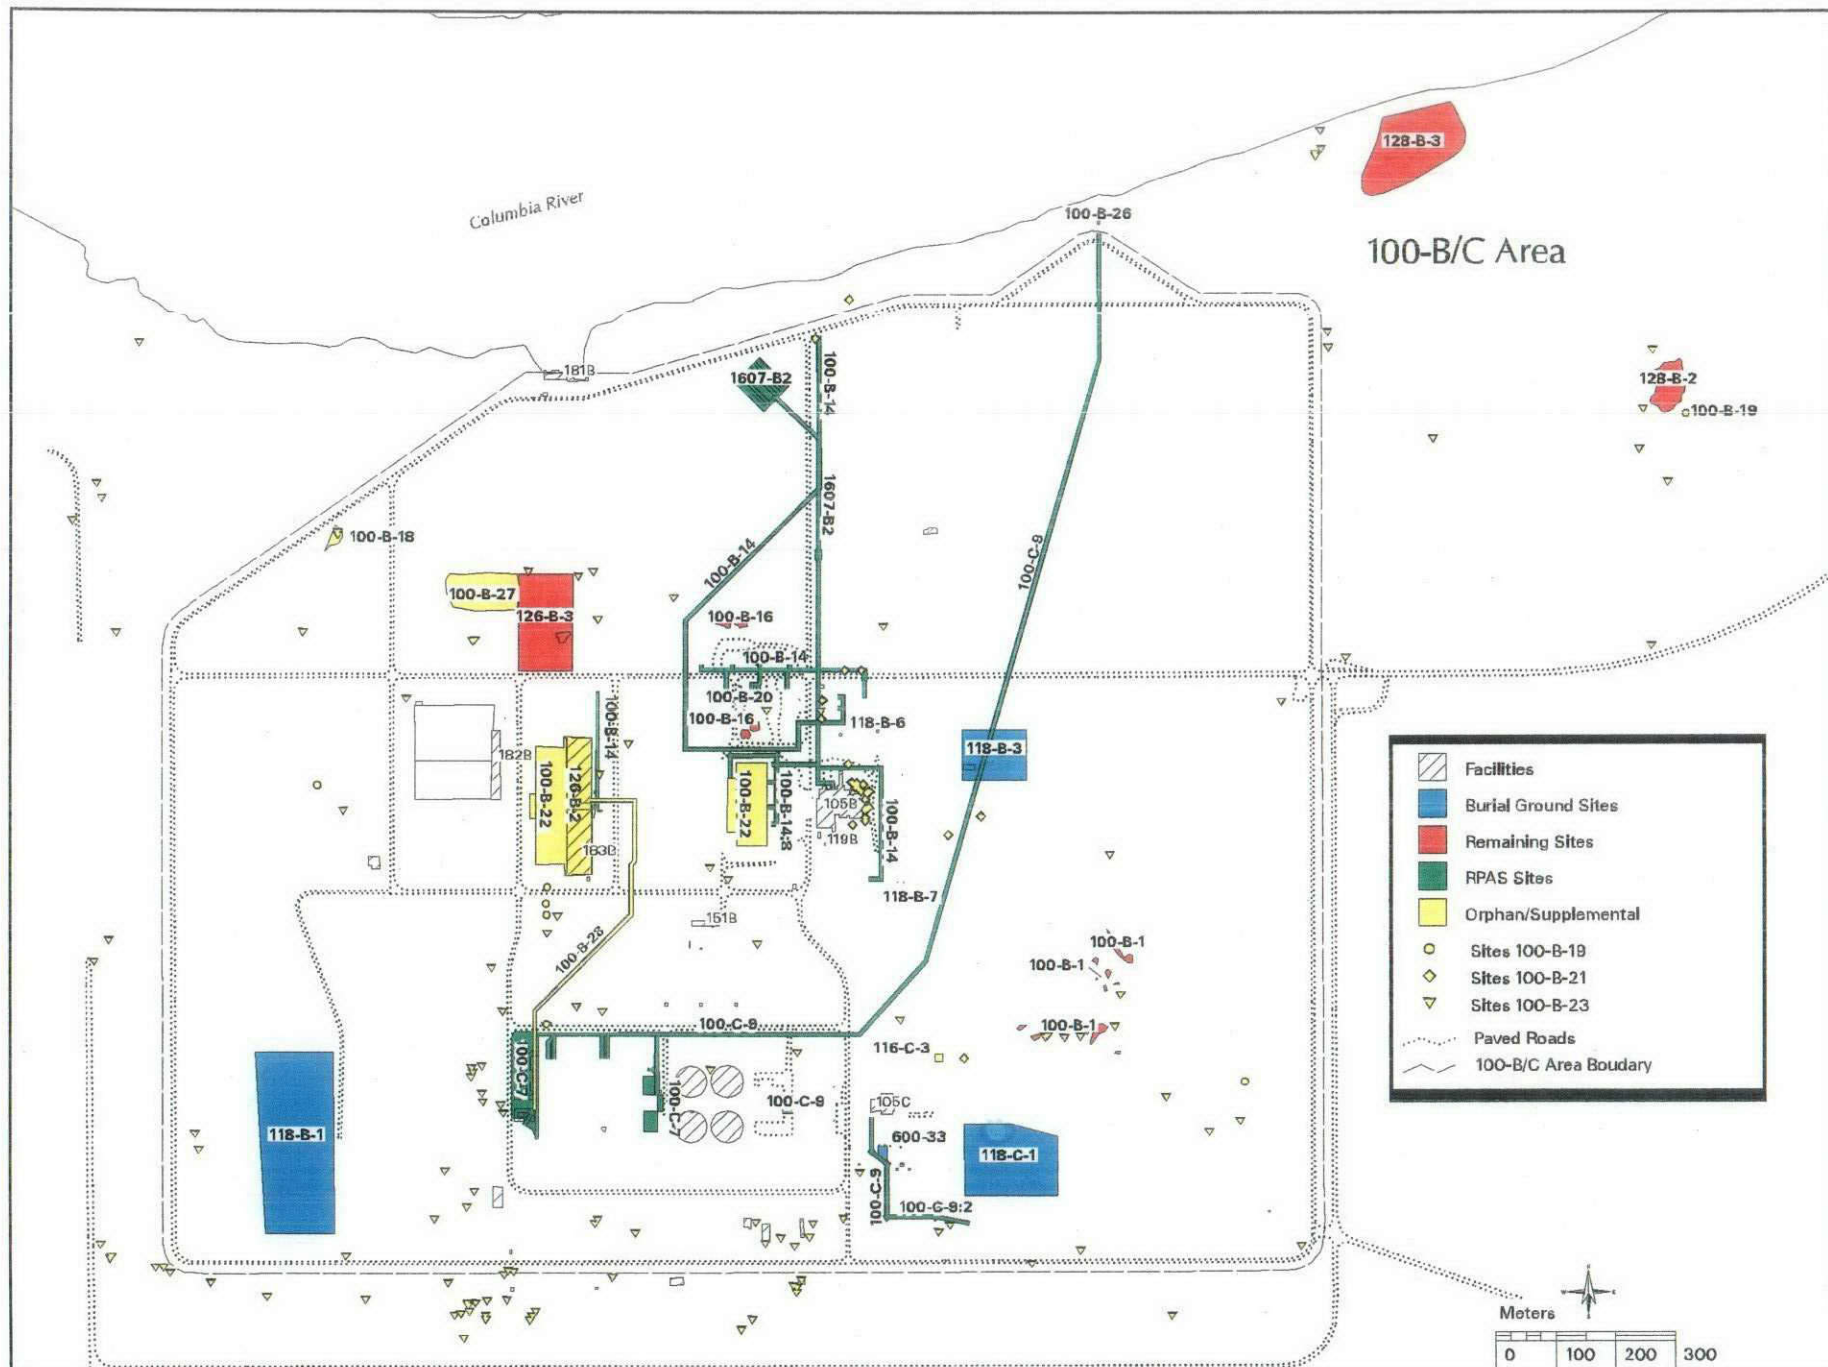 128-B-3
Columbia River
100-B-26
100-B/C Area
181B
1607-B2
100-B-14
128-B-2
100-B-19
1607-B2
100-B-18
100-B-14
100-C-9
100-B-27
126-B-3
100-B-16
100-B-14
100-B-20
100-B-16
118-B-6
100-B-14
182B
118-B-3
100-B-22
126-B-2
183B
100-B-22
100-B-14:8
105B
119B
100-B-14
118-B-7
151B
100-B-28
100-B-1
100-B-1
100-B-1
100-C-9
116-C-3
100-C-7
100-C-7
100-C-9
105C
118-B-1
600-33
118-C-1
100-C-9
100-C-9:2
Facilities
Burial Ground Sites
Remaining Sites
RPAS Sites
Orphan/Supplemental
Sites 100-B-19
Sites 100-B-21
Sites 100-B-23
Paved Roads
100-B/C Area Boudary
Meters
0 100 200 300